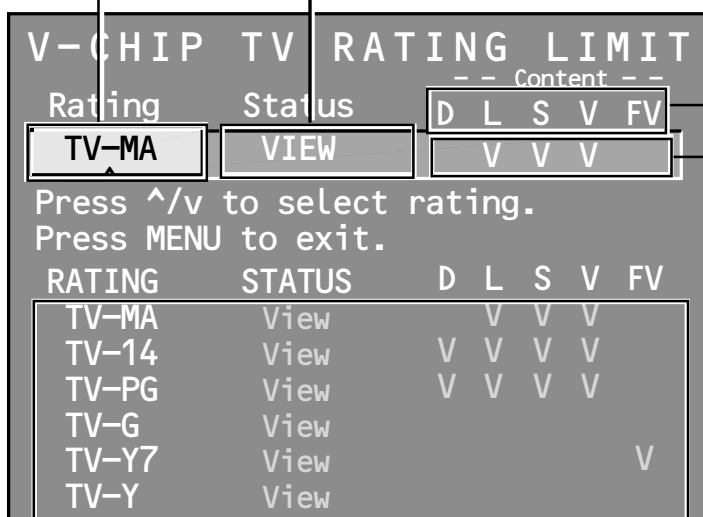 V-CHIP TV RATING LIMIT
-- Content --
Rating Status D L S V FV
TV-MA VIEW V V V
Press ^/v to select rating.
Press MENU to exit.
RATING STATUS D L S V FV
TV-MA View V V V
TV-14 View V V V V
TV-PG View V V V V
TV-G View
TV-Y7 View V
TV-Y View